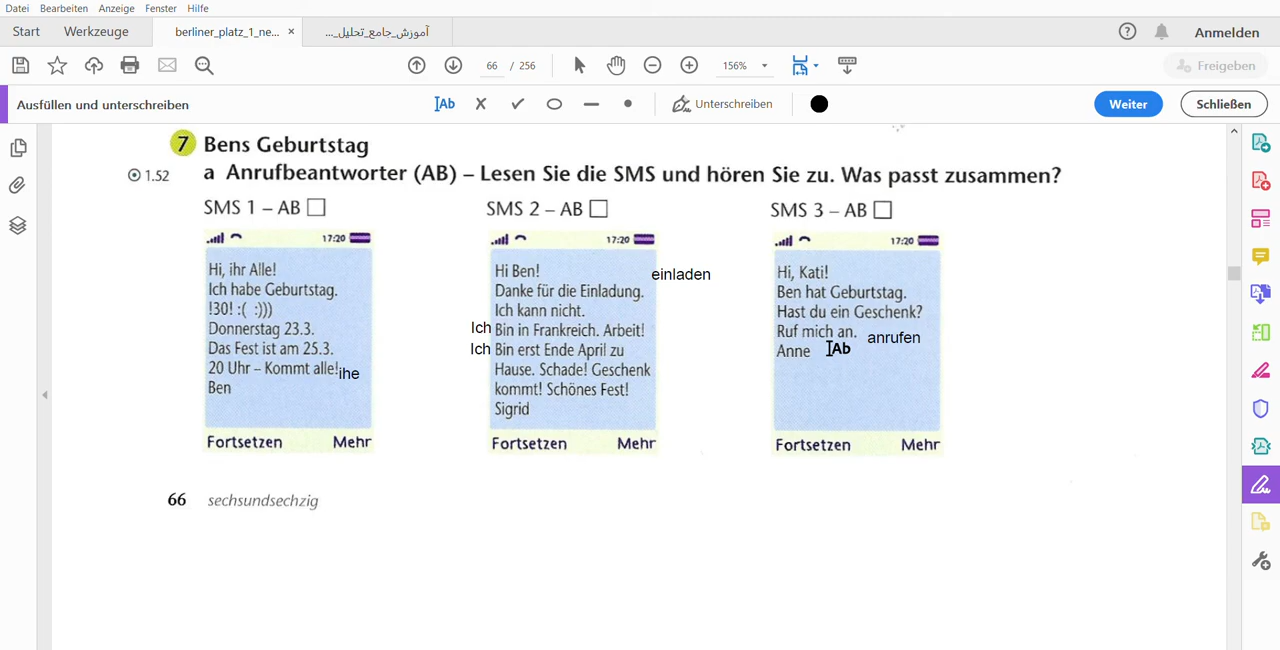 Datei Bearbeiten Anzeige Fenster Hilfe
Start Werkzeuge berliner_platz_1_ne... × آموزش_جامع_تحلیل_... Anmelden
66 / 256 156% Freigeben
Ausfüllen und unterschreiben Ab Unterschreiben Weiter Schließen
7 Bens Geburtstag
1.52 a Anrufbeantworter (AB) – Lesen Sie die SMS und hören Sie zu. Was passt zusammen?
SMS 1 – AB
17:20
Hi, ihr Alle!
Ich habe Geburtstag.
!30! :( :)))
Donnerstag 23.3.
Das Fest ist am 25.3.
20 Uhr – Kommt alle! ihe
Ben
Fortsetzen Mehr
SMS 2 – AB
17:20
Hi Ben! einladen
Danke für die Einladung.
Ich kann nicht.
Ich Bin in Frankreich. Arbeit!
Ich Bin erst Ende April zu
Hause. Schade! Geschenk
kommt! Schönes Fest!
Sigrid
Fortsetzen Mehr
SMS 3 – AB
17:20
Hi, Kati!
Ben hat Geburtstag.
Hast du ein Geschenk?
Ruf mich an. anrufen
Anne Ab
Fortsetzen Mehr
66 sechsundsechzig